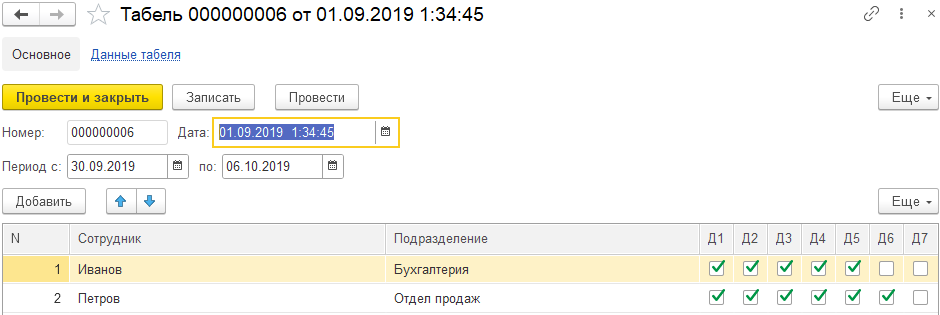 Табель 000000006 от 01.09.2019 1:34:45
Основное Данные табеля
Провести и закрыть Записать Провести Еще
Номер: 000000006 Дата: 01.09.2019 1:34:45
Период с: 30.09.2019 по: 06.10.2019
Добавить Еще
N Сотрудник Подразделение Д1 Д2 Д3 Д4 Д5 Д6 Д7
1 Иванов Бухгалтерия
2 Петров Отдел продаж